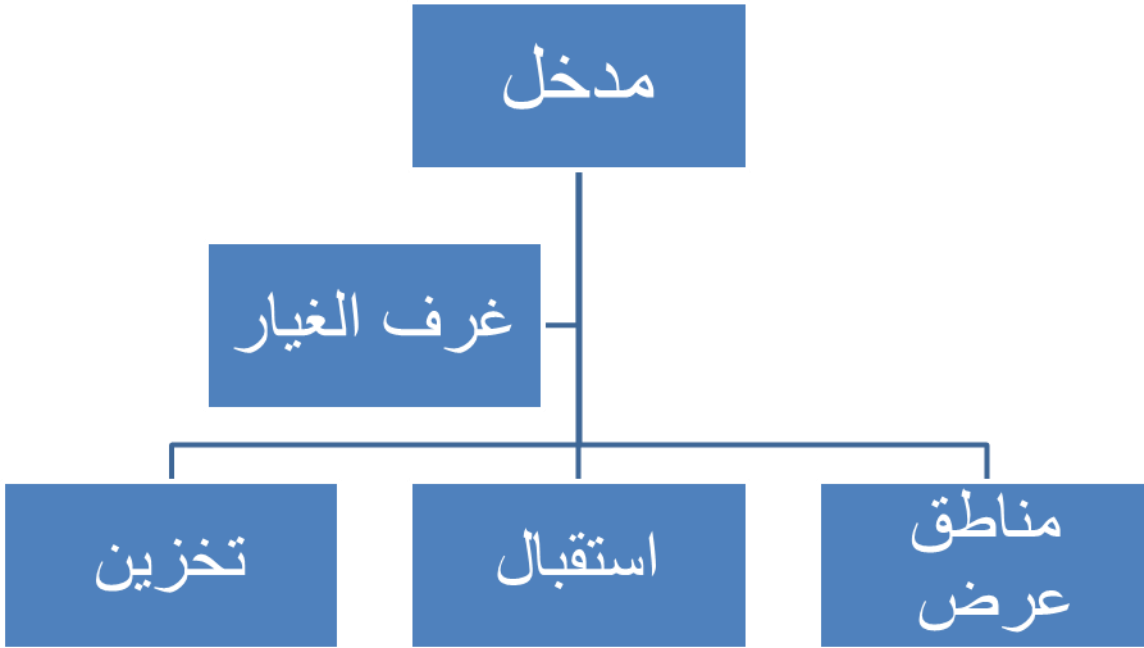 مدخل
غرف الغيار
مناطق
عرض
استقبال
تخزين